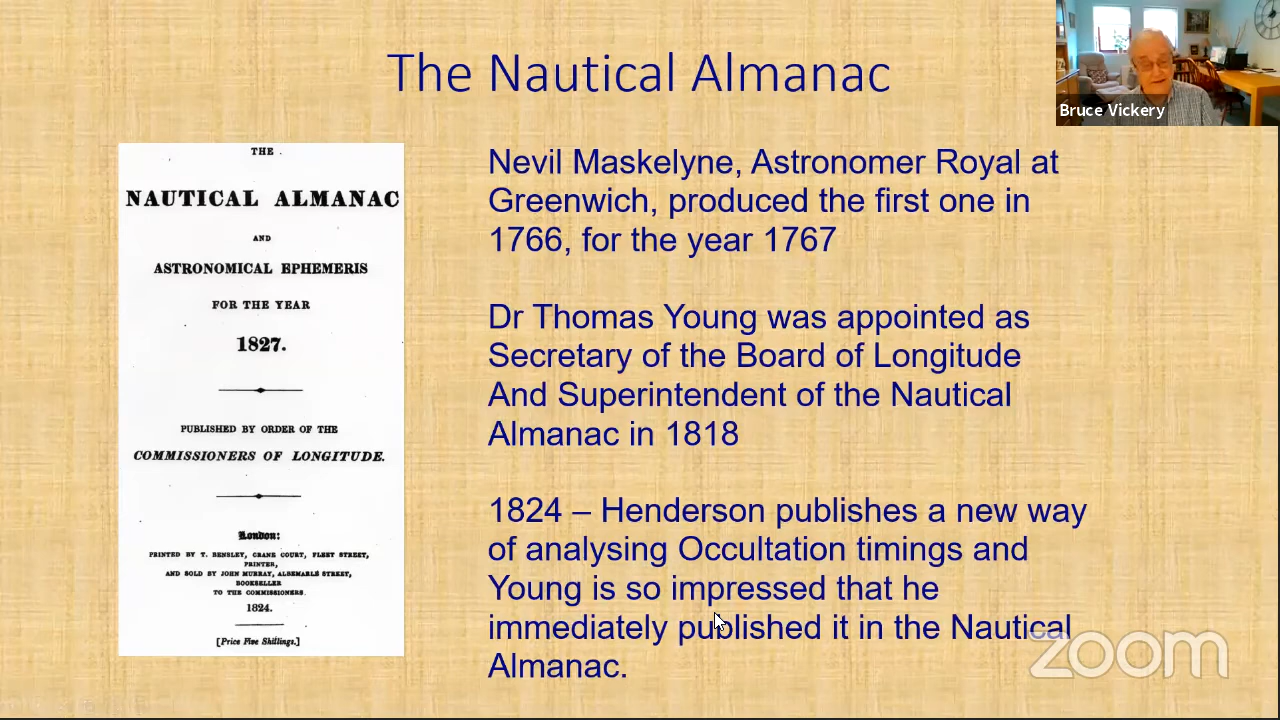 The Nautical Almanac
Bruce Vickery
THE
NAUTICAL ALMANAC
AND
ASTRONOMICAL EPHEMERIS
FOR THE YEAR
1827.
PUBLISHED BY ORDER OF THE
COMMISSIONERS OF LONGITUDE.
London:
PRINTED BY T. BENSLEY, CRANE COURT, FLEET STREET,
PRINTER,
AND SOLD BY JOHN MURRAY, ALBEMARLE STREET,
BOOKSELLER
TO THE COMMISSIONERS.
1824.
[Price Five Shillings.]
Nevil Maskelyne, Astronomer Royal at
Greenwich, produced the first one in
1766, for the year 1767
Dr Thomas Young was appointed as
Secretary of the Board of Longitude
And Superintendent of the Nautical
Almanac in 1818
1824 – Henderson publishes a new way
of analysing Occultation timings and
Young is so impressed that he
immediately published it in the Nautical
Almanac.
zoom